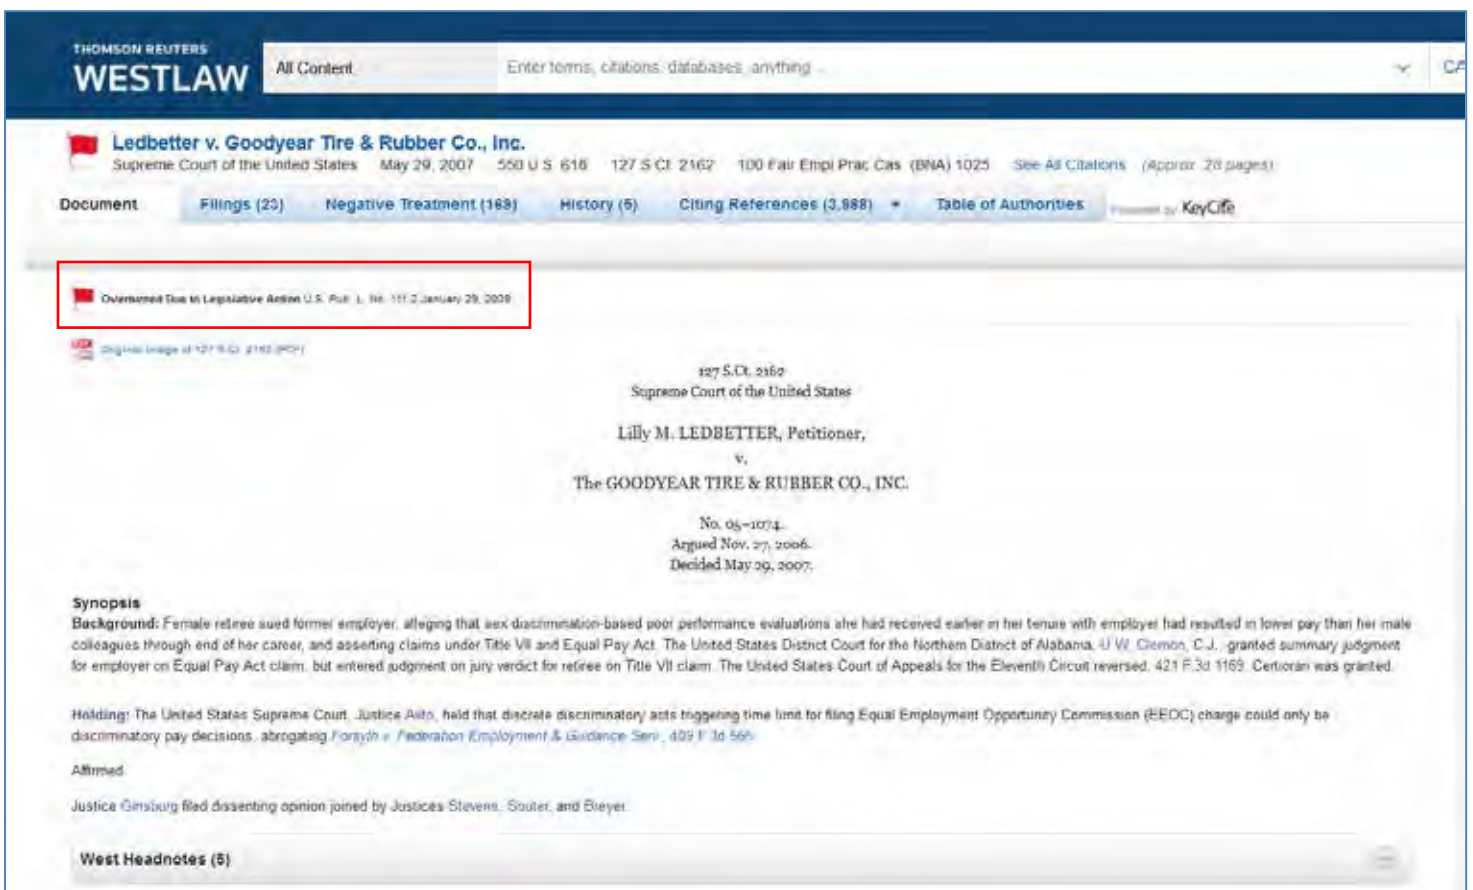 THOMSON REUTERS
WESTLAW
All Content
Enter terms, citations, databases, anything ...
CA
Ledbetter v. Goodyear Tire & Rubber Co., Inc.
Supreme Court of the United States May 29, 2007 550 U.S. 618 127 S.Ct. 2162 100 Fair Empl.Prac.Cas. (BNA) 1025 See All Citations (Approx. 28 pages)
Document Filings (23) Negative Treatment (168) History (5) Citing References (3,988) Table of Authorities KeyCite
Overturned Due to Legislative Action U.S. Pub. L. No. 111-2 January 29, 2009
Original Image of 127 S.Ct. 2162 (PDF)
127 S.Ct. 2162
Supreme Court of the United States
Lilly M. LEDBETTER, Petitioner,
v.
The GOODYEAR TIRE & RUBBER CO., INC.
No. 05–1074.
Argued Nov. 27, 2006.
Decided May 29, 2007.
Synopsis
Background: Female retiree sued former employer, alleging that sex discrimination-based poor performance evaluations she had received earlier in her tenure with employer had resulted in lower pay than her male
colleagues through end of her career, and asserting claims under Title VII and Equal Pay Act. The United States District Court for the Northern District of Alabama, U.W. Clemon, C.J., granted summary judgment
for employer on Equal Pay Act claim, but entered judgment on jury verdict for retiree on Title VII claim. The United States Court of Appeals for the Eleventh Circuit reversed, 421 F.3d 1169. Certiorari was granted.
Holding: The United States Supreme Court, Justice Alito, held that discrete discriminatory acts triggering time limit for filing Equal Employment Opportunity Commission (EEOC) charge could only be
discriminatory pay decisions, abrogating Forsyth v. Federation Employment & Guidance Serv., 409 F.3d 565.
Affirmed.
Justice Ginsburg filed dissenting opinion joined by Justices Stevens, Souter, and Breyer.
West Headnotes (5)